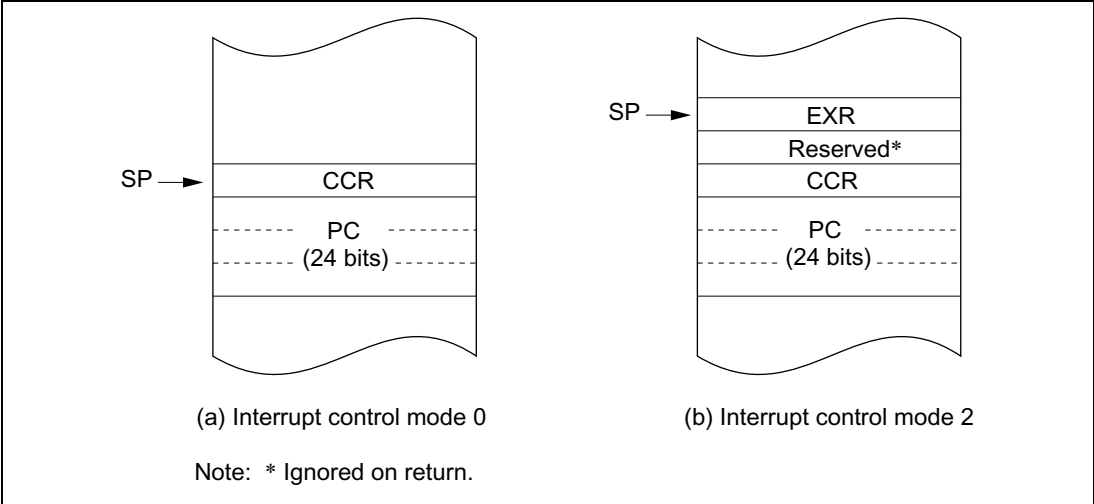 SP
CCR
PC
(24 bits)
(a) Interrupt control mode 0
SP
EXR
Reserved*
CCR
PC
(24 bits)
(b) Interrupt control mode 2
Note: * Ignored on return.